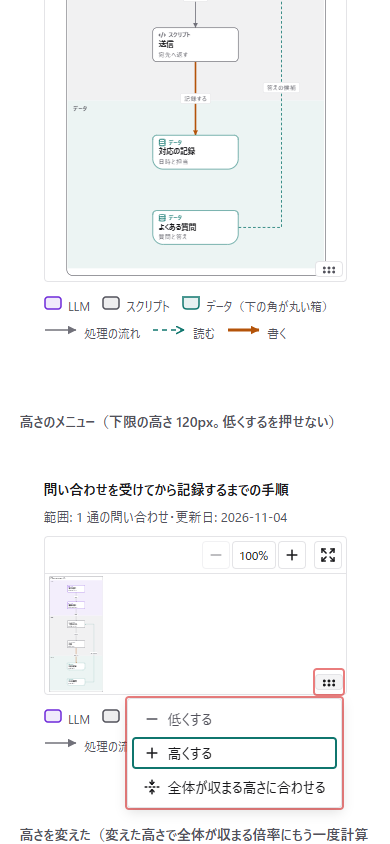 </> スクリプト
送信
宛先へ返す
記録する
答えの候補
データ
データ
対応の記録
日時と担当
データ
よくある質問
質問と答え
LLM スクリプト データ（下の角が丸い箱）
処理の流れ 読む 書く
高さのメニュー（下限の高さ 120px。低くするを押せない）
問い合わせを受けてから記録するまでの手順
範囲: 1 通の問い合わせ・更新日: 2026-11-04
100%
LLM
処理の流
低くする
高くする
全体が収まる高さに合わせる
高さを変えた（変えた高さで全体が収まる倍率にもう一度計算